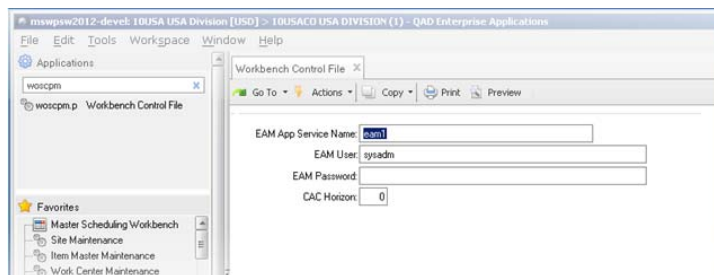 mswpsw2012-devel: 10USA USA Division [USD] > 10USACO USA DIVISION (1) - QAD Enterprise Applications
File Edit Tools Workspace Window Help
Applications
woscpm
woscpm.p Workbench Control File
Favorites
Master Scheduling Workbench
Site Maintenance
Item Master Maintenance
Work Center Maintenance
Workbench Control File
Go To Actions Copy Print Preview
EAM App Service Name: eam1
EAM User: sysadm
EAM Password:
CAC Horizon: 0